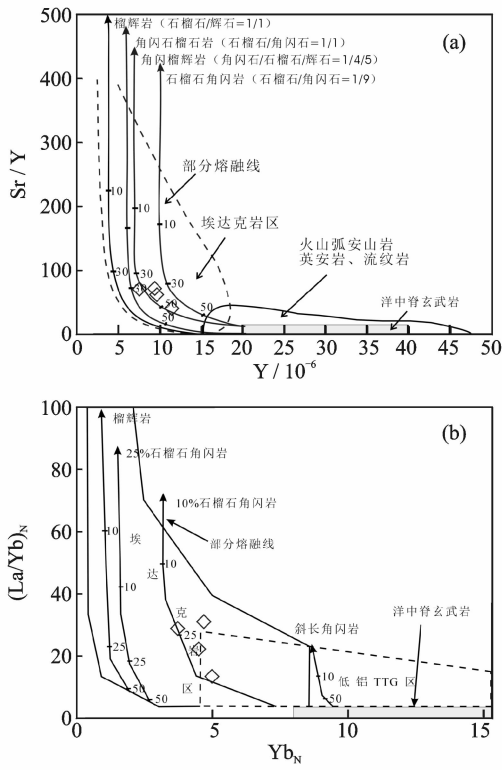 (a)
榴辉岩（石榴石/辉石=1/1）
角闪石榴石岩（石榴石/角闪石=1/1）
角闪榴辉岩（角闪石/石榴石/辉石=1/4/5）
石榴石角闪岩（石榴石/角闪石=1/9）
部分熔融线
埃达克岩区
火山弧安山岩
英安岩、流纹岩
洋中脊玄武岩
10
10
10
30
30
30
50
50
50
Sr / Y
500
400
300
200
100
0
0 5 10 15 20 25 30 35 40 45 50
Y / 10⁻⁶
(b)
榴辉岩
25%石榴石角闪岩
10%石榴石角闪岩
部分熔融线
埃
达
克
岩
区
洋中脊玄武岩
斜长角闪岩
低铝 TTG 区
10
10
10
10
25
25
25
50
50
50
(La/Yb)N
100
80
60
40
20
0
0 5 10 15
YbN